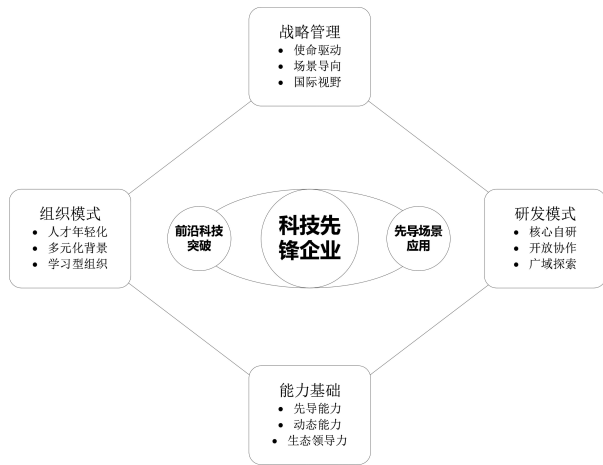 战略管理
• 使命驱动
• 场景导向
• 国际视野
组织模式
• 人才年轻化
• 多元化背景
• 学习型组织
前沿科技
突破
科技先
锋企业
先导场景
应用
研发模式
• 核心自研
• 开放协作
• 广域探索
能力基础
• 先导能力
• 动态能力
• 生态领导力